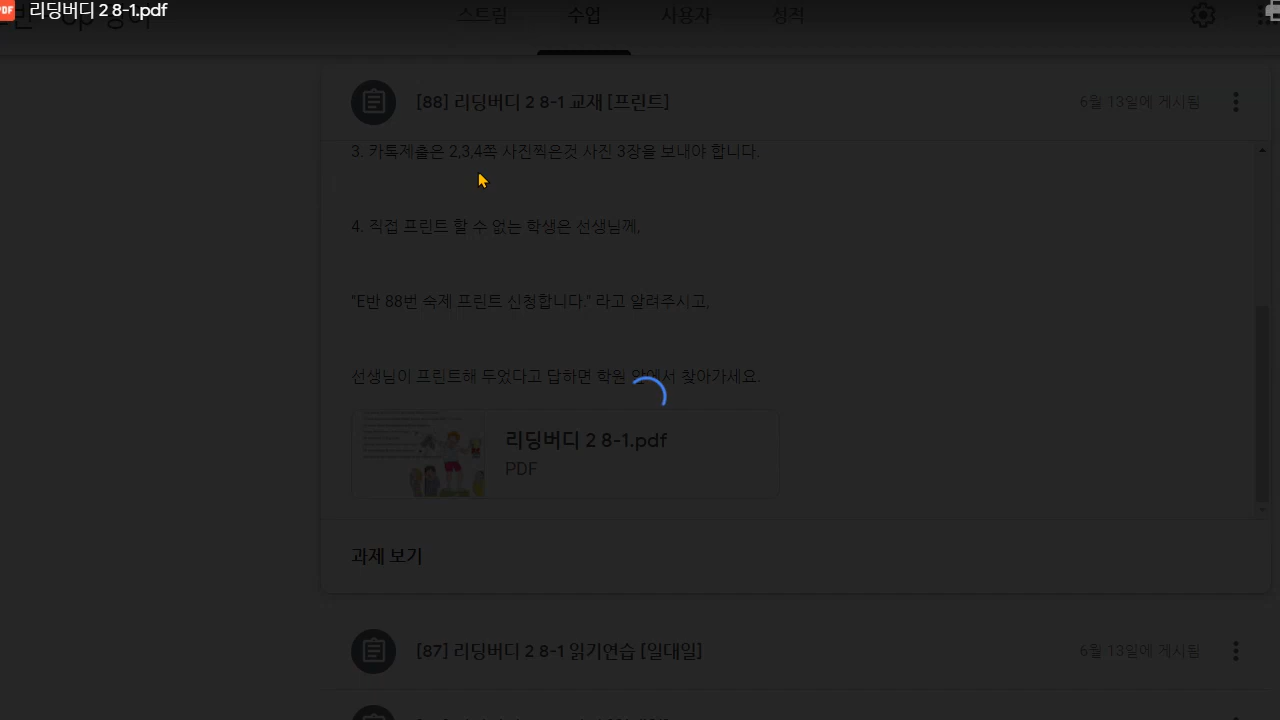 PDF 리딩버디 2 8-1.pdf
스트림 수업 사용자 성적
[88] 리딩버디 2 8-1 교재 [프린트] 6월 13일에 게시됨
3. 카톡제출은 2,3,4쪽 사진찍은것 사진 3장을 보내야 합니다.
4. 직접 프린트 할 수 없는 학생은 선생님께,
"E반 88번 숙제 프린트 신청합니다." 라고 알려주시고,
선생님이 프린트해 두었다고 답하면 학원 앞에서 찾아가세요.
리딩버디 2 8-1.pdf
PDF
과제 보기
[87] 리딩버디 2 8-1 읽기연습 [일대일] 6월 13일에 게시됨